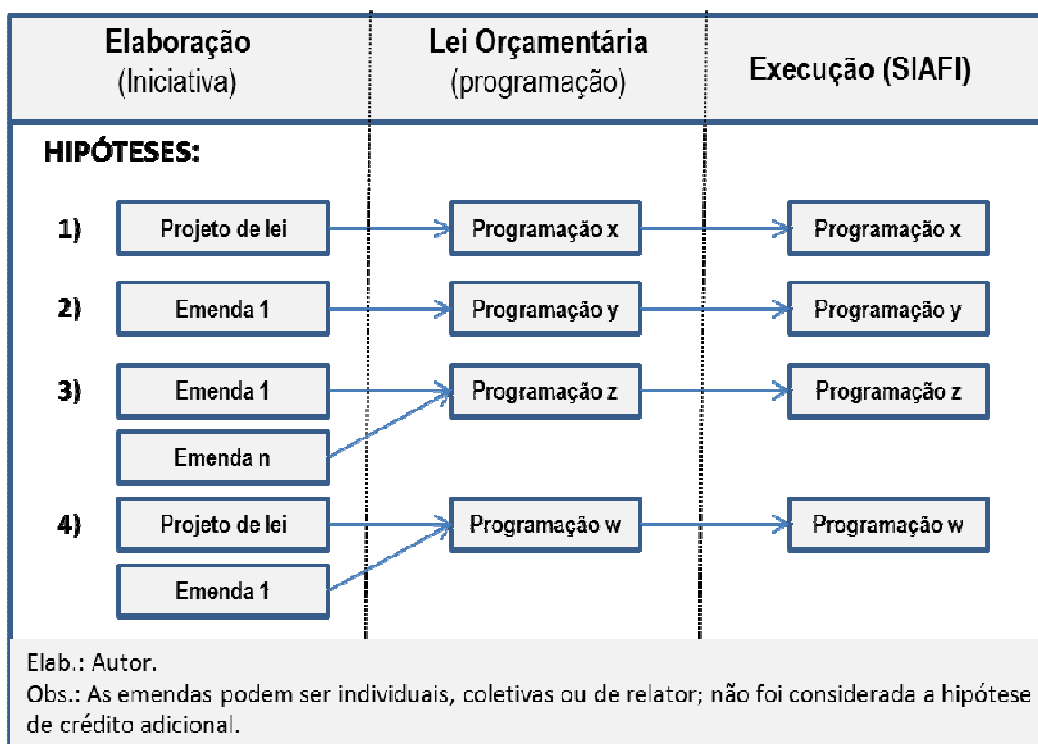 Elaboração
(Iniciativa)
Lei Orçamentária
(programação)
Execução (SIAFI)
HIPÓTESES:
1)
Projeto de lei
Programação x
Programação x
2)
Emenda 1
Programação y
Programação y
3)
Emenda 1
Programação z
Programação z
Emenda n
4)
Projeto de lei
Programação w
Programação w
Emenda 1
Elab.: Autor.
Obs.: As emendas podem ser individuais, coletivas ou de relator; não foi considerada a hipótese
de crédito adicional.